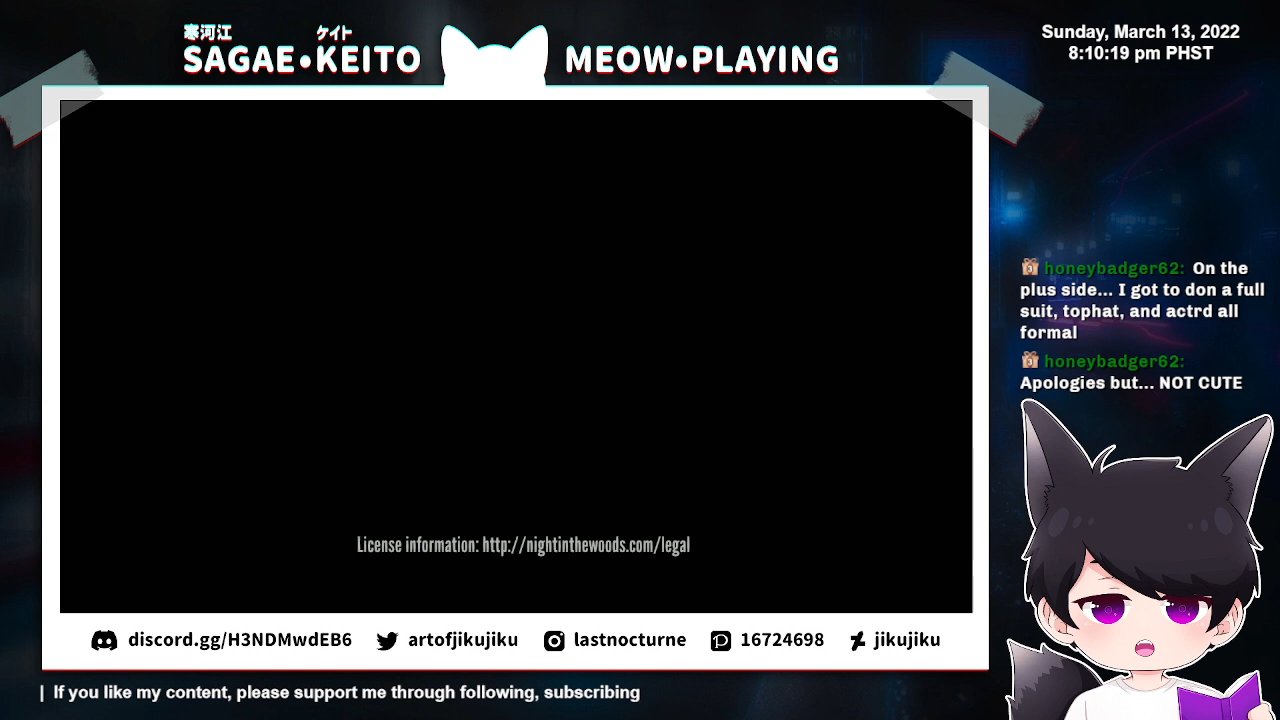 寒河江 ケイト
SAGAE•KEITO MEOW•PLAYING
Sunday, March 13, 2022
8:10:19 pm PHST
honeybadger62: On the
plus side... I got to don a full
suit, tophat, and actrd all
formal
honeybadger62:
Apologies but... NOT CUTE
License information: http://nightinthewoods.com/legal
discord.gg/H3NDMwdEB6 artofjikujiku lastnocturne 16724698 jikujiku
| If you like my content, please support me through following, subscribing